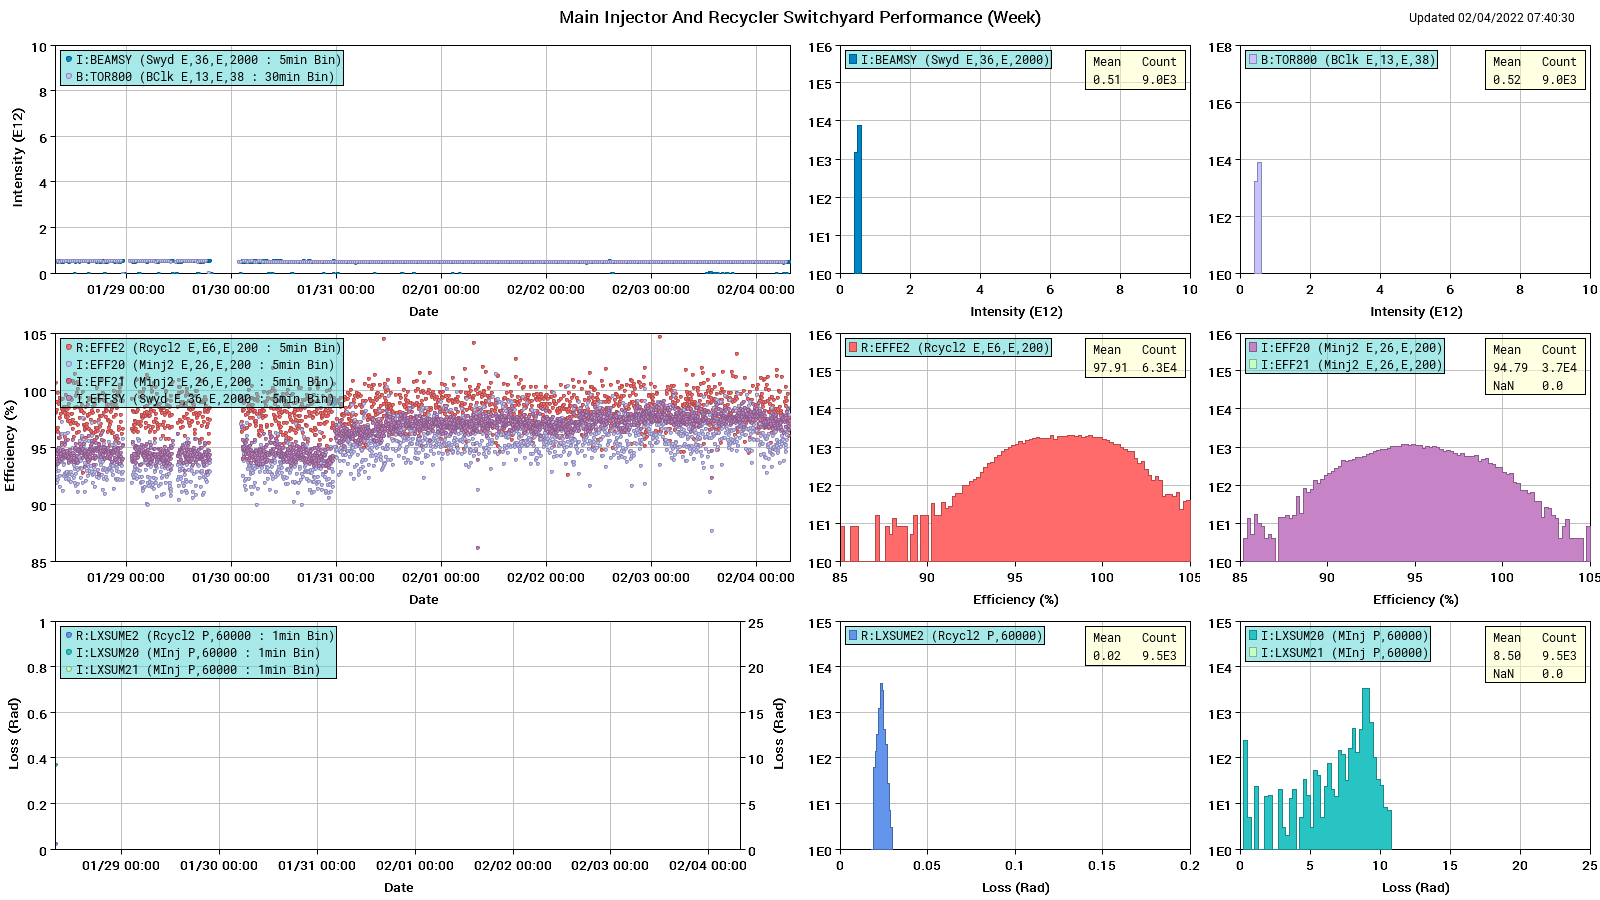 Main Injector And Recycler Switchyard Performance (Week)
Updated 02/04/2022 07:40:30
I:BEAMSY (Swyd E,36,E,2000 : 5min Bin)
B:TOR800 (BClk E,13,E,38 : 30min Bin)
10
8
6
4
2
0
Intensity (E12)
01/29 00:00 01/30 00:00 01/31 00:00 02/01 00:00 02/02 00:00 02/03 00:00 02/04 00:00
Date
I:BEAMSY (Swyd E,36,E,2000)
Mean Count
0.51 9.0E3
1E6
1E5
1E4
1E3
1E2
1E1
1E0
0 2 4 6 8 10
Intensity (E12)
B:TOR800 (BClk E,13,E,38)
Mean Count
0.52 9.0E3
1E8
1E6
1E4
1E2
1E0
0 2 4 6 8 10
Intensity (E12)
R:EFFE2 (Rcycl2 E,E6,E,200 : 5min Bin)
I:EFF20 (Minj2 E,26,E,200 : 5min Bin)
I:EFF21 (Minj2 E,26,E,200 : 5min Bin)
I:EFFSY (Swyd E,36,E,2000 : 5min Bin)
105
100
95
90
85
Efficiency (%)
01/29 00:00 01/30 00:00 01/31 00:00 02/01 00:00 02/02 00:00 02/03 00:00 02/04 00:00
Date
R:EFFE2 (Rcycl2 E,E6,E,200)
Mean Count
97.91 6.3E4
1E6
1E5
1E4
1E3
1E2
1E1
1E0
85 90 95 100 105
Efficiency (%)
I:EFF20 (Minj2 E,26,E,200)
I:EFF21 (Minj2 E,26,E,200)
Mean Count
94.79 3.7E4
NaN 0.0
1E6
1E5
1E4
1E3
1E2
1E1
1E0
85 90 95 100 105
Efficiency (%)
R:LXSUME2 (Rcycl2 P,60000 : 1min Bin)
I:LXSUM20 (MInj P,60000 : 1min Bin)
I:LXSUM21 (MInj P,60000 : 1min Bin)
1
0.8
0.6
0.4
0.2
0
Loss (Rad)
25
20
15
10
5
0
Loss (Rad)
01/29 00:00 01/30 00:00 01/31 00:00 02/01 00:00 02/02 00:00 02/03 00:00 02/04 00:00
Date
R:LXSUME2 (Rcycl2 P,60000)
Mean Count
0.02 9.5E3
1E5
1E4
1E3
1E2
1E1
1E0
0 0.05 0.1 0.15 0.2
Loss (Rad)
I:LXSUM20 (MInj P,60000)
I:LXSUM21 (MInj P,60000)
Mean Count
8.50 9.5E3
NaN 0.0
1E5
1E4
1E3
1E2
1E1
1E0
0 5 10 15 20 25
Loss (Rad)